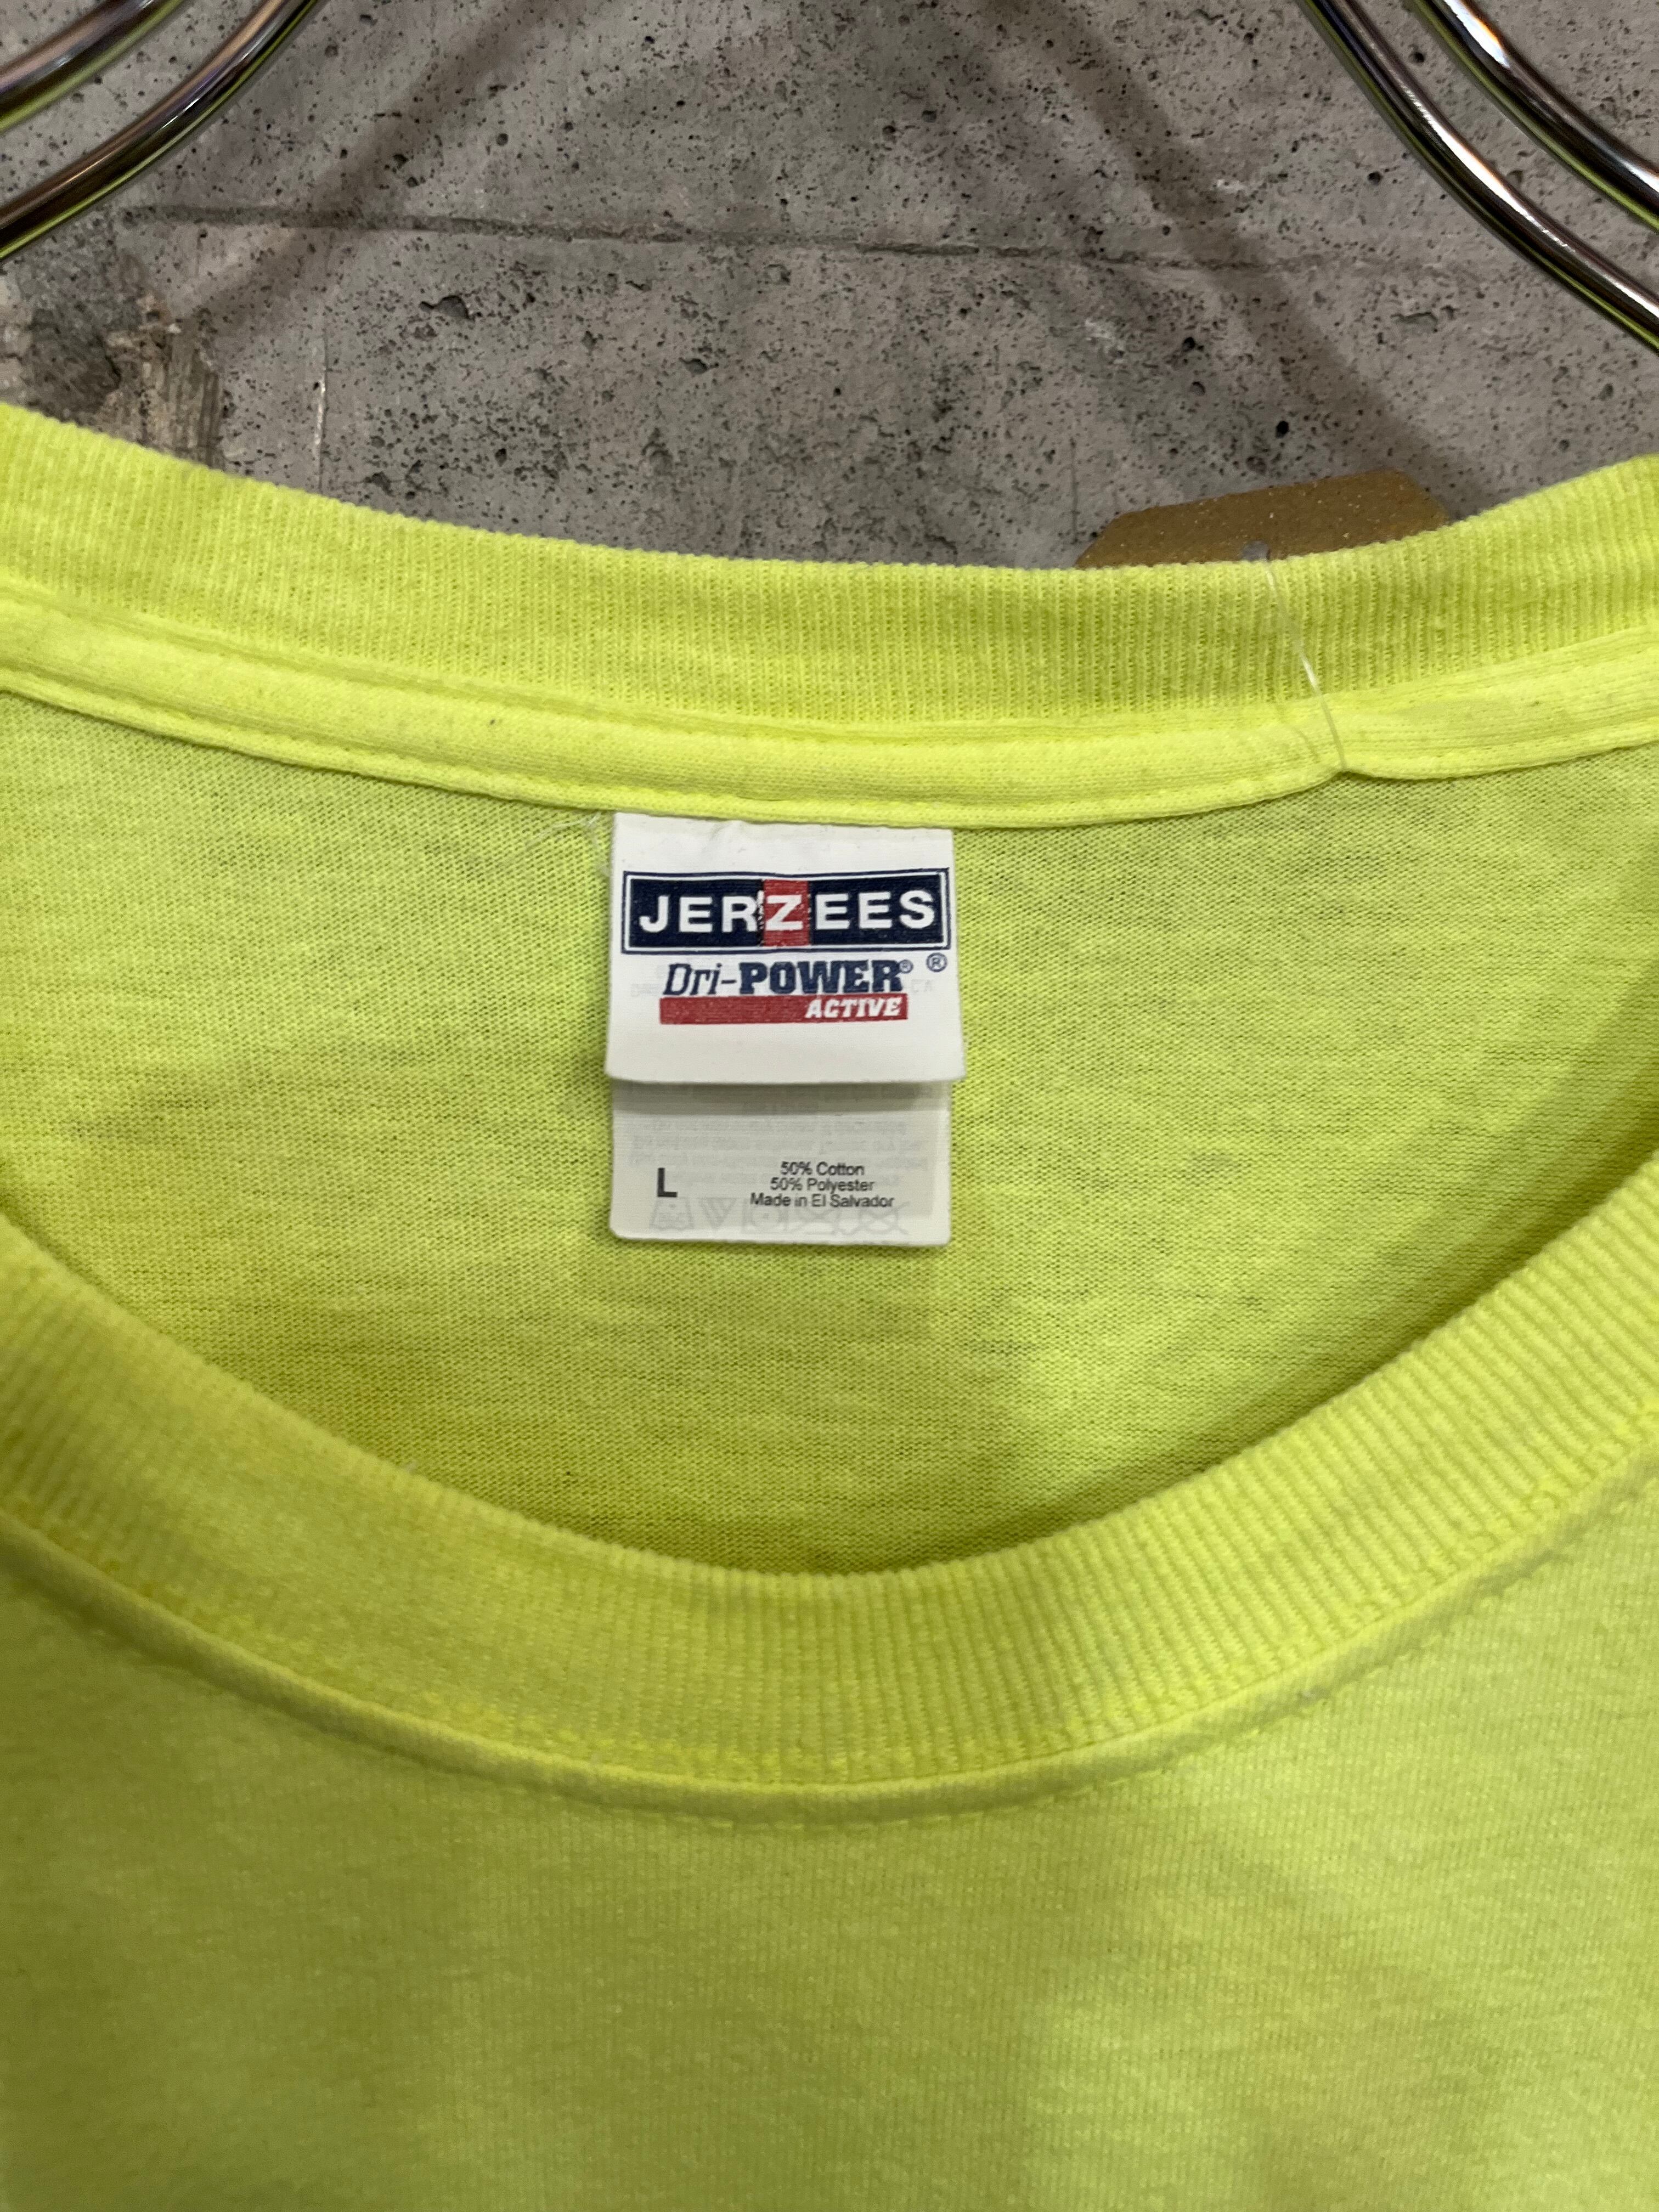 JERZEES
Dri-POWER® ®
ACTIVE
L
50% Cotton
50% Polyester
Made in El Salvador